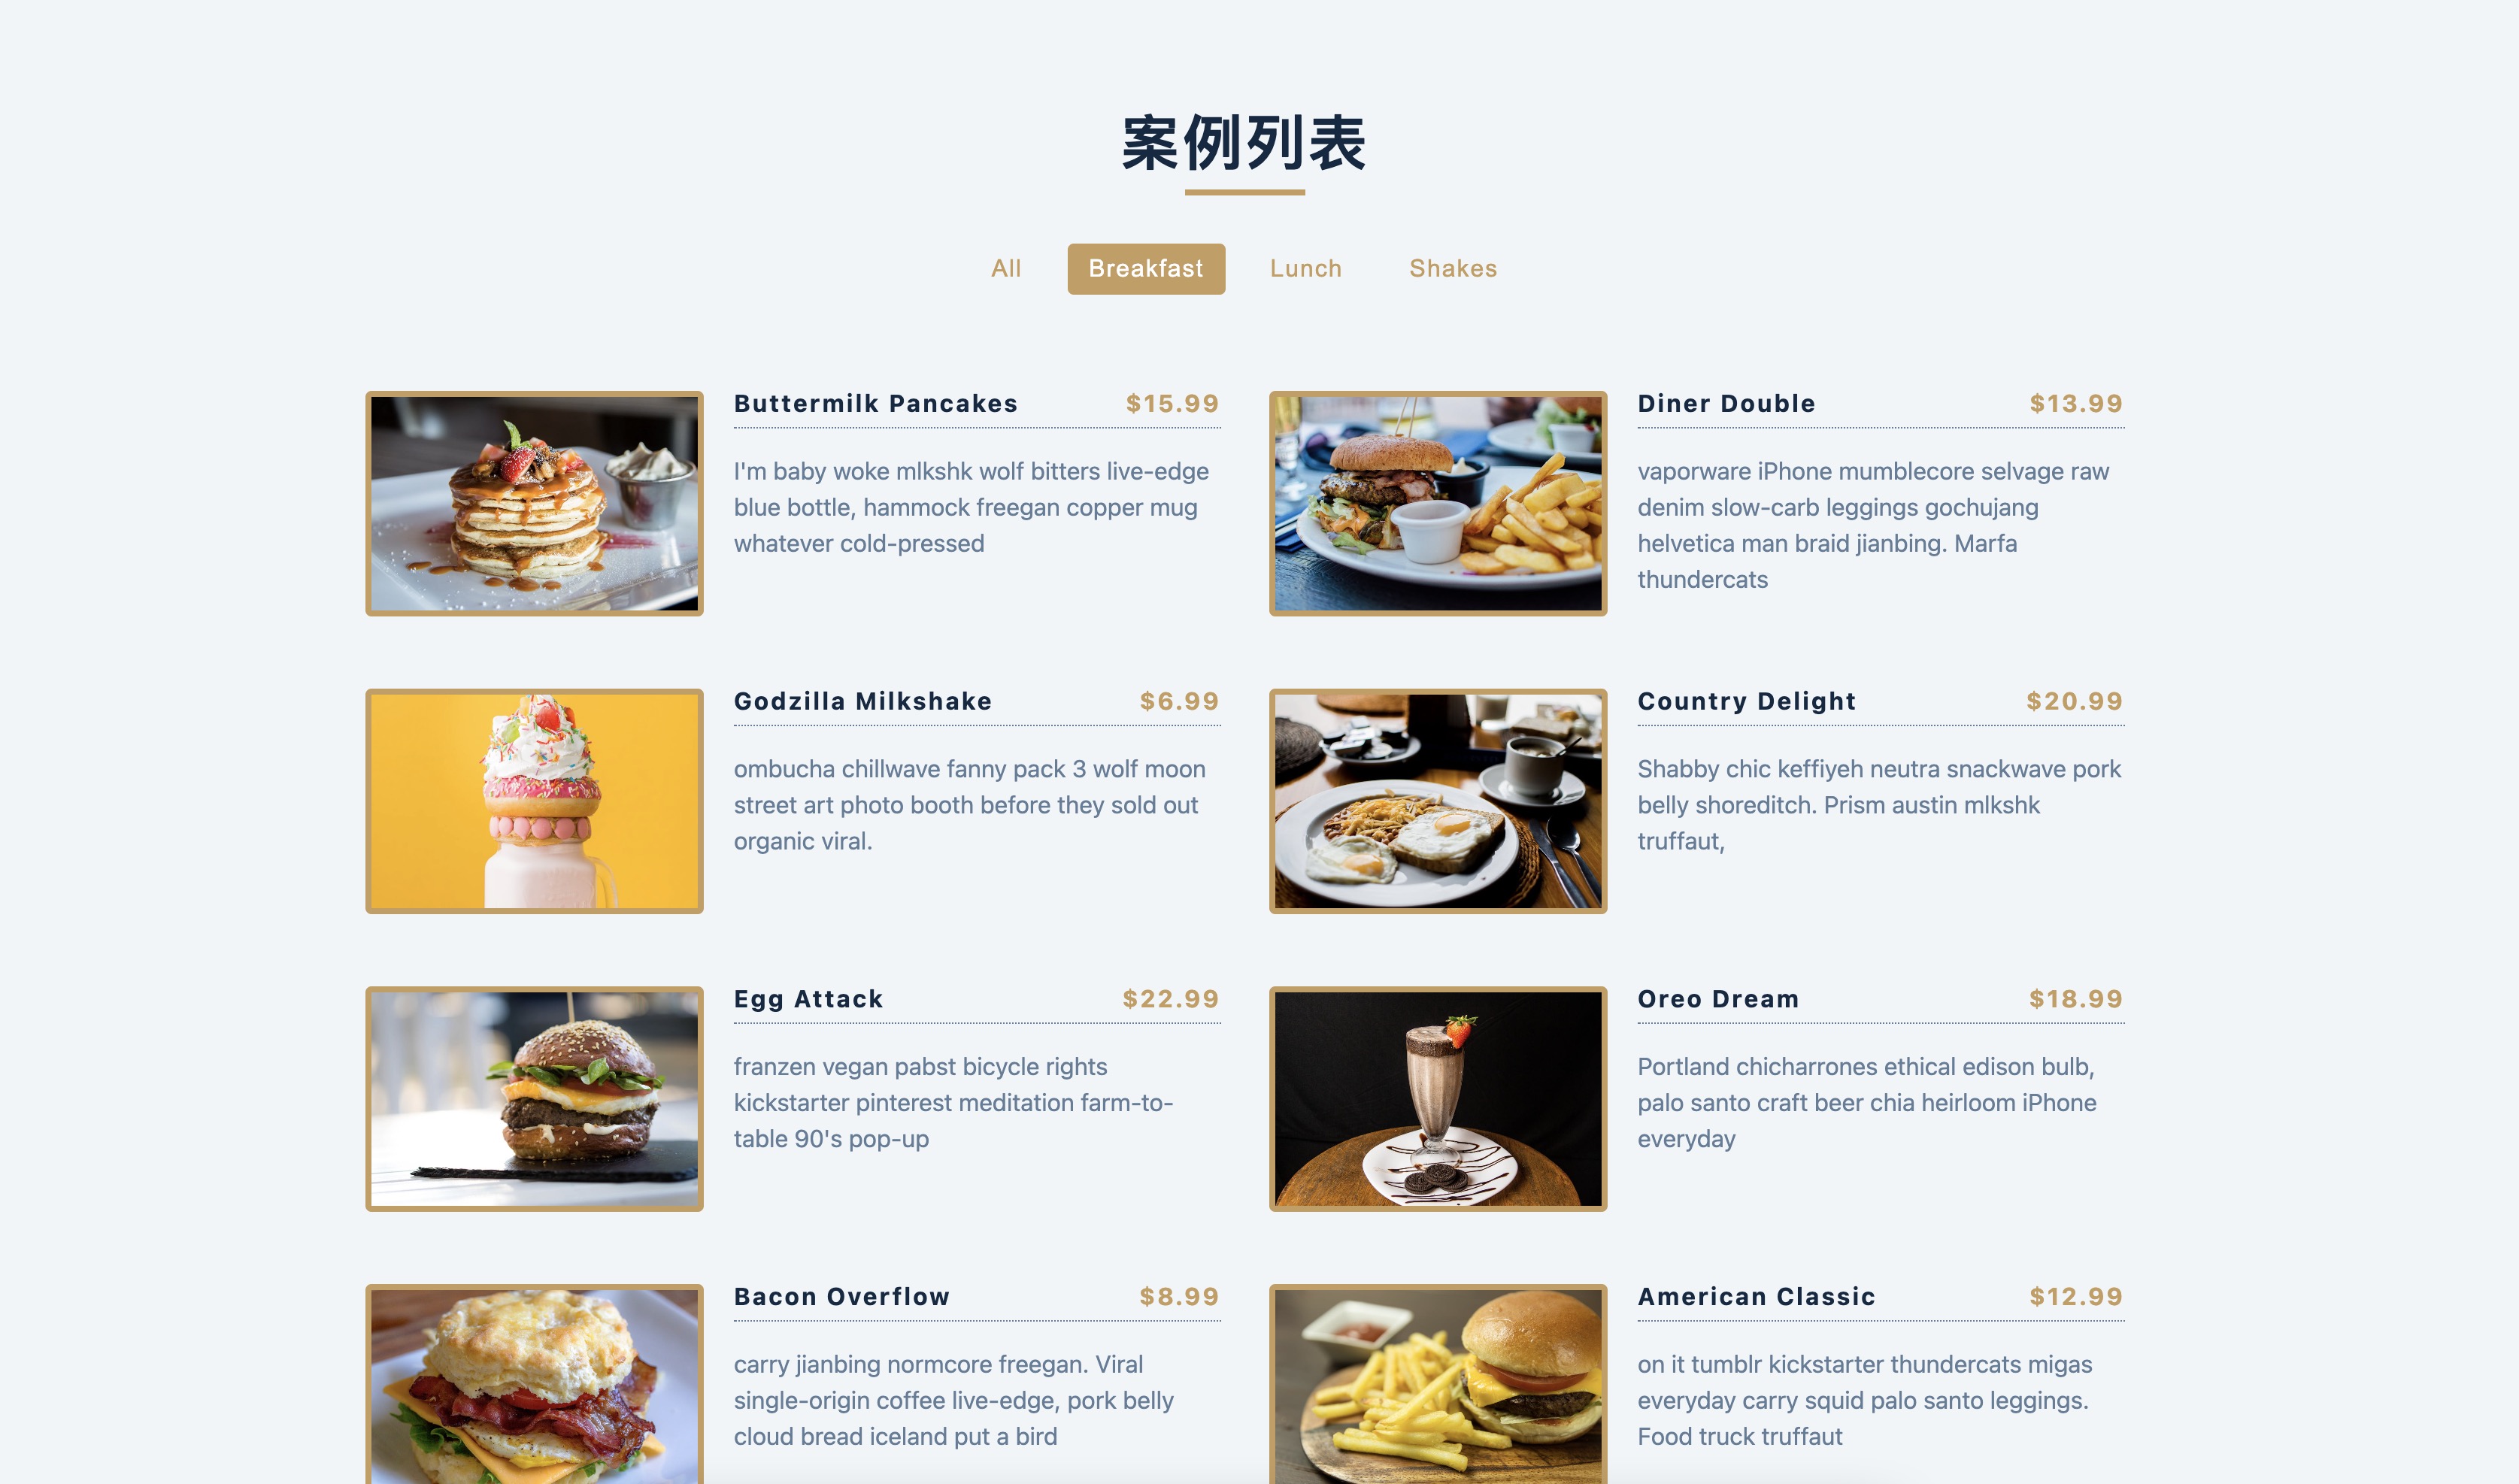 案例列表
All Breakfast Lunch Shakes
Buttermilk Pancakes $15.99
I'm baby woke mlkshk wolf bitters live-edge
blue bottle, hammock freegan copper mug
whatever cold-pressed
Diner Double $13.99
vaporware iPhone mumblecore selvage raw
denim slow-carb leggings gochujang
helvetica man braid jianbing. Marfa
thundercats
Godzilla Milkshake $6.99
ombucha chillwave fanny pack 3 wolf moon
street art photo booth before they sold out
organic viral.
Country Delight $20.99
Shabby chic keffiyeh neutra snackwave pork
belly shoreditch. Prism austin mlkshk
truffaut,
Egg Attack $22.99
franzen vegan pabst bicycle rights
kickstarter pinterest meditation farm-to-
table 90's pop-up
Oreo Dream $18.99
Portland chicharrones ethical edison bulb,
palo santo craft beer chia heirloom iPhone
everyday
Bacon Overflow $8.99
carry jianbing normcore freegan. Viral
single-origin coffee live-edge, pork belly
cloud bread iceland put a bird
American Classic $12.99
on it tumblr kickstarter thundercats migas
everyday carry squid palo santo leggings.
Food truck truffaut